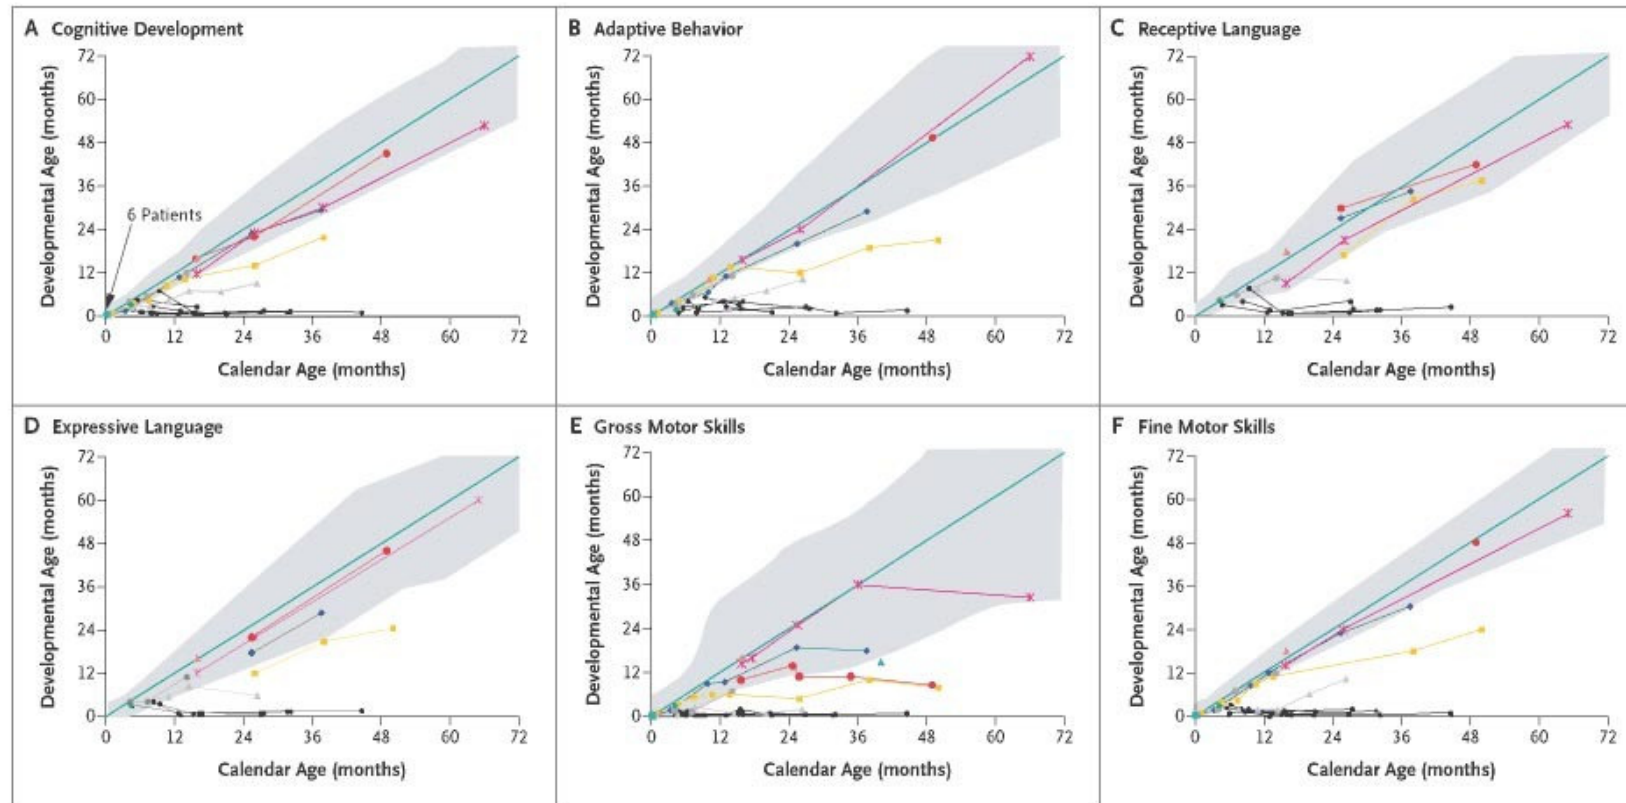 A Cognitive Development
Developmental Age (months)
72
60
48
36
24
12
0
6 Patients
0 12 24 36 48 60 72
Calendar Age (months)
B Adaptive Behavior
Developmental Age (months)
72
60
48
36
24
12
0
0 12 24 36 48 60 72
Calendar Age (months)
C Receptive Language
Developmental Age (months)
72
60
48
36
24
12
0
0 12 24 36 48 60 72
Calendar Age (months)
D Expressive Language
Developmental Age (months)
72
60
48
36
24
12
0
0 12 24 36 48 60 72
Calendar Age (months)
E Gross Motor Skills
Developmental Age (months)
72
60
48
36
24
12
0
0 12 24 36 48 60 72
Calendar Age (months)
F Fine Motor Skills
Developmental Age (months)
72
60
48
36
24
12
0
0 12 24 36 48 60 72
Calendar Age (months)